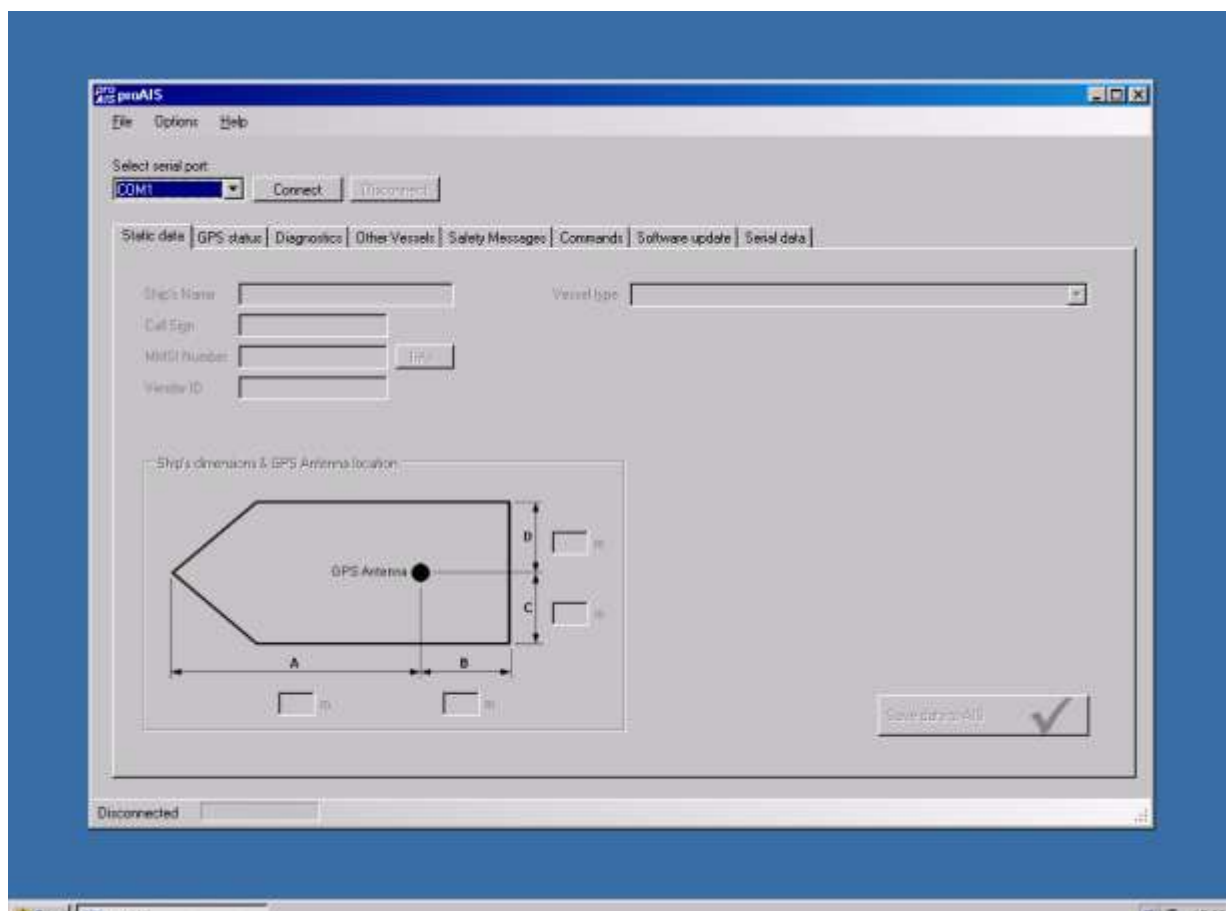 pro AIS proAIS
File Options Help
Select serial port
COM1 Connect Disconnect
Static data GPS status Diagnostics Other Vessels Safety Messages Commands Software update Serial data
Ship's Name Vessel type
Call Sign
MMSI Number
Vendor ID
Ship's dimensions & GPS Antenna location
D m
GPS Antenna
C m
A B
m m
Save data to AIS
Disconnected